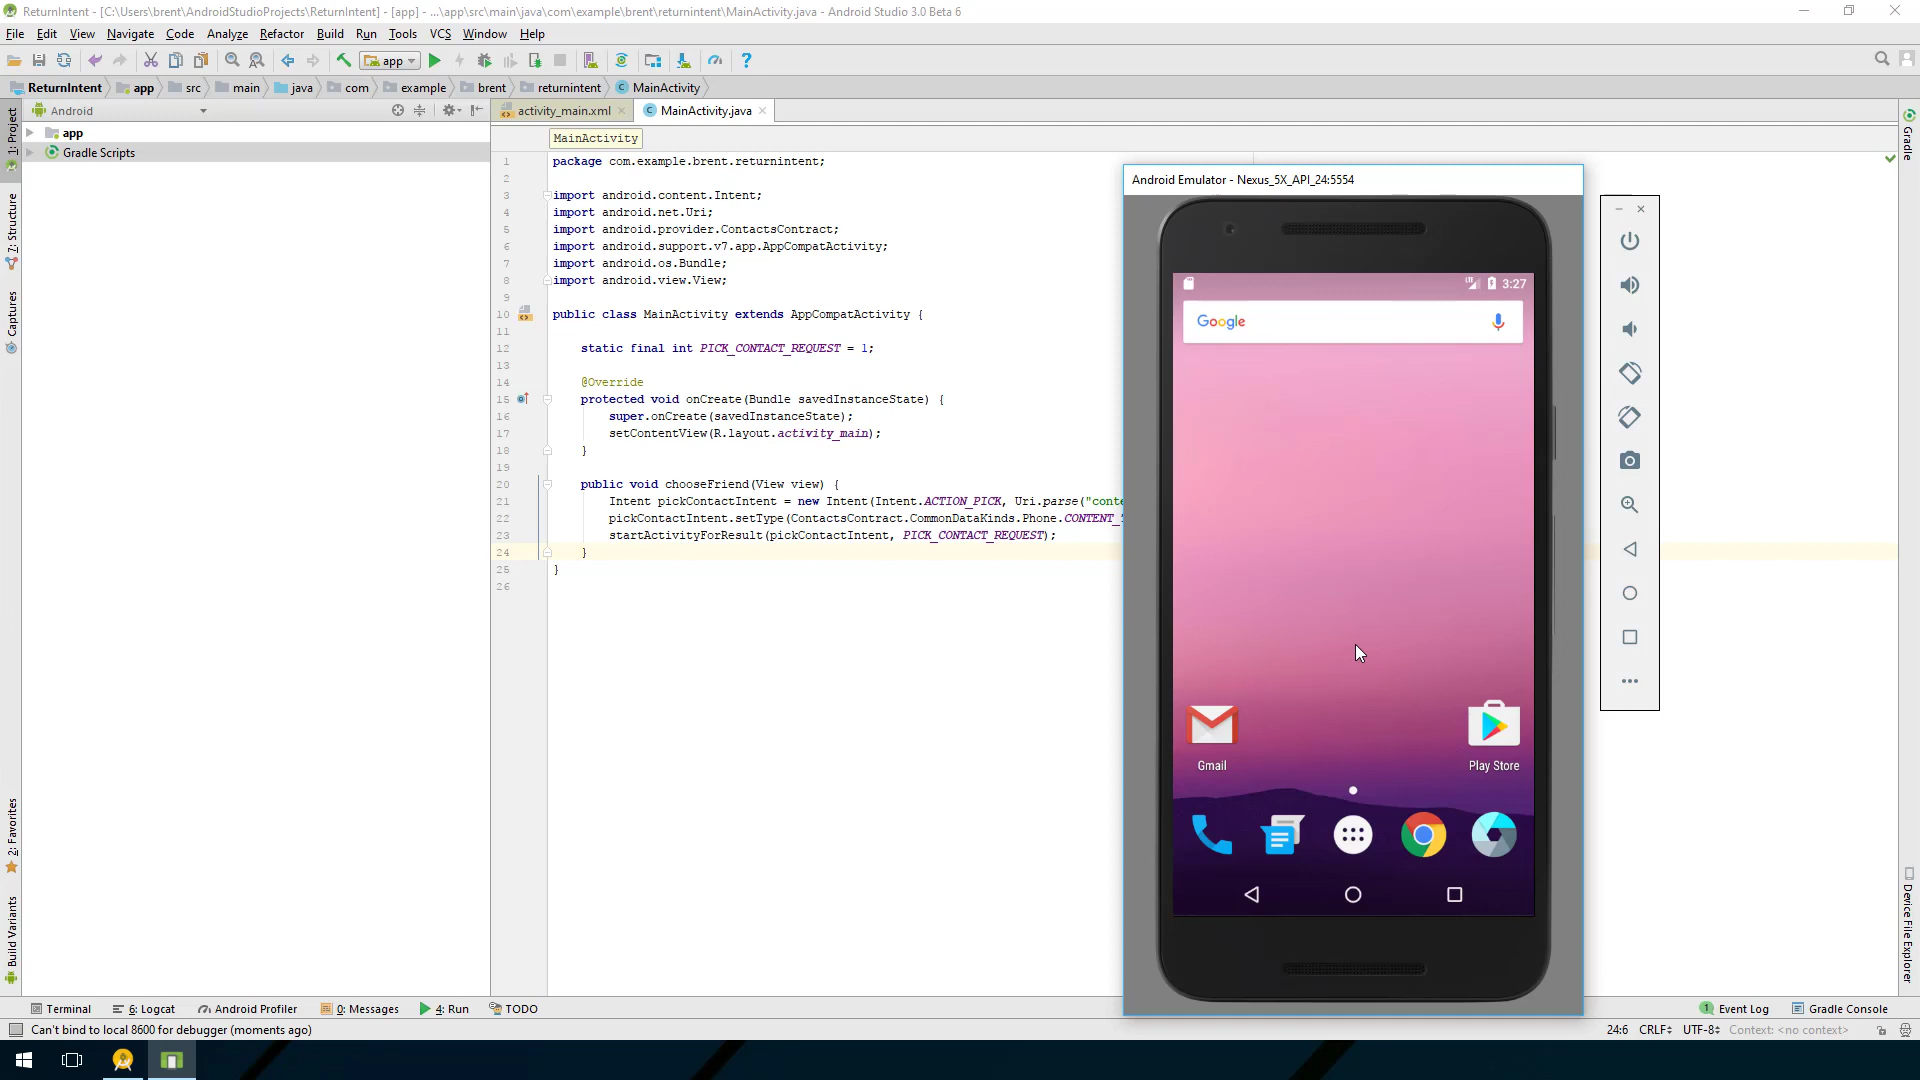 ReturnIntent - [C:\Users\brent\AndroidStudioProjects\ReturnIntent] - [app] - ...\app\src\main\java\com\example\brent\returnintent\MainActivity.java - Android Studio 3.0 Beta 6
File Edit View Navigate Code Analyze Refactor Build Run Tools VCS Window Help
app
ReturnIntent app src main java com example brent returnintent MainActivity
Android
activity_main.xml
MainActivity.java
app
Gradle Scripts
1: Project
7: Structure
Captures
2: Favorites
Build Variants
MainActivity
1 package com.example.brent.returnintent;
2
3 import android.content.Intent;
4 import android.net.Uri;
5 import android.provider.ContactsContract;
6 import android.support.v7.app.AppCompatActivity;
7 import android.os.Bundle;
8 import android.view.View;
9
10 public class MainActivity extends AppCompatActivity {
11
12 static final int PICK_CONTACT_REQUEST = 1;
13
14 @Override
15 protected void onCreate(Bundle savedInstanceState) {
16 super.onCreate(savedInstanceState);
17 setContentView(R.layout.activity_main);
18 }
19
20 public void chooseFriend(View view) {
21 Intent pickContactIntent = new Intent(Intent.ACTION_PICK, Uri.parse("conte
22 pickContactIntent.setType(ContactsContract.CommonDataKinds.Phone.CONTENT_
23 startActivityForResult(pickContactIntent, PICK_CONTACT_REQUEST);
24 }
25 }
26
Android Emulator - Nexus_5X_API_24:5554
LTE 3:27
Google
Gmail
Play Store
Gradle
Device File Explorer
Terminal 6: Logcat Android Profiler 0: Messages 4: Run TODO
1 Event Log Gradle Console
Can't bind to local 8600 for debugger (moments ago)
24:6 CRLF UTF-8 Context: <no context>